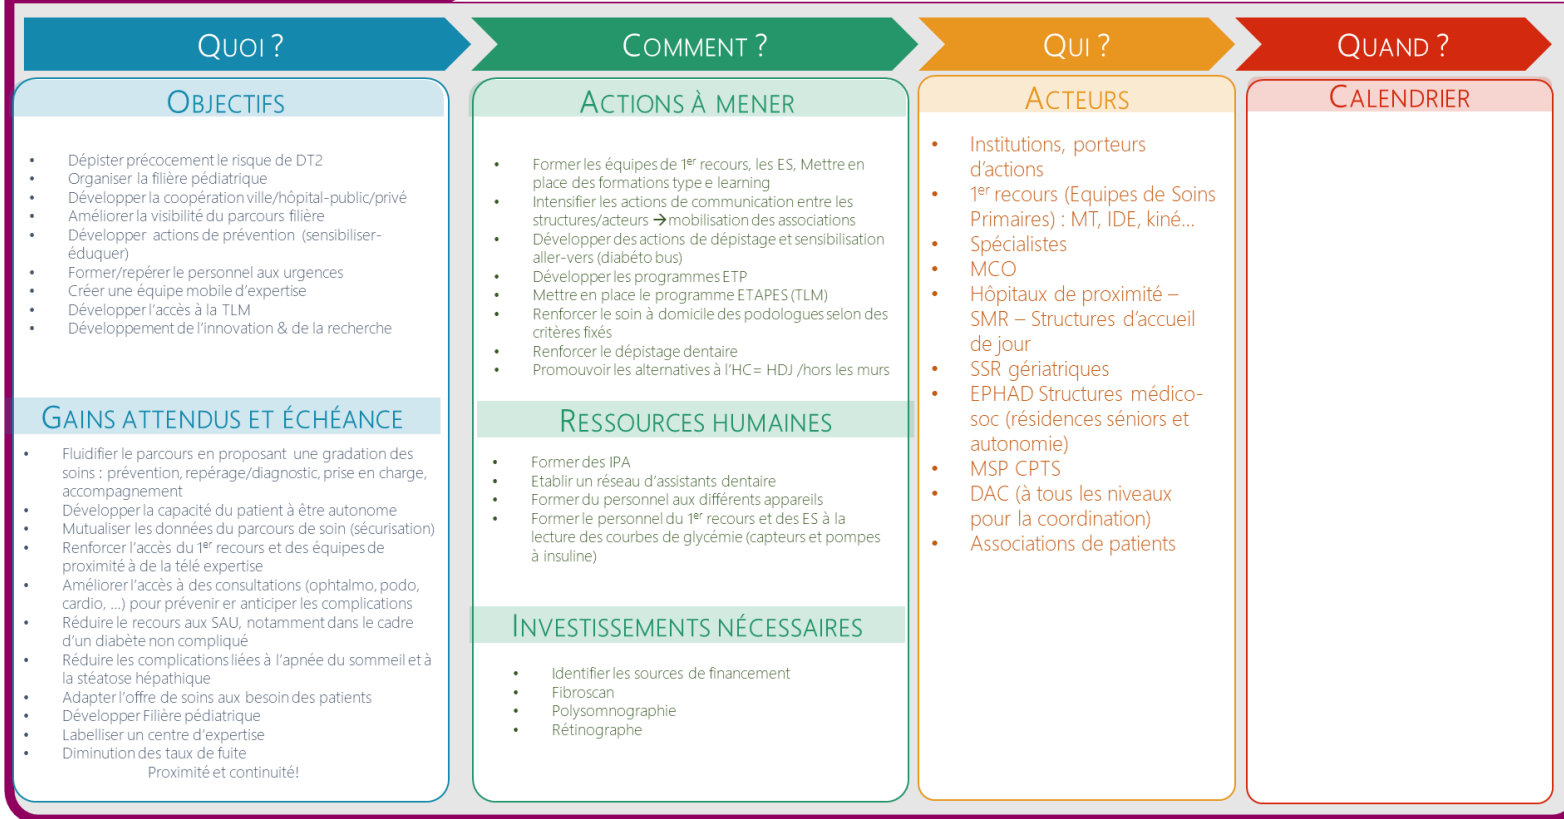 QUOI ?
OBJECTIFS
• Dépister précocement le risque de DT2
• Organiser la filière pédiatrique
• Développer la coopération ville/hôpital-public/privé
• Améliorer la visibilité du parcours filière
• Développer actions de prévention (sensibiliser-
éduquer)
• Former/repérer le personnel aux urgences
• Créer une équipe mobile d'expertise
• Développer l'accès à la TLM
• Développement de l'innovation & de la recherche
GAINS ATTENDUS ET ÉCHÉANCE
• Fluidifier le parcours en proposant une gradation des
soins : prévention, repérage/diagnostic, prise en charge,
accompagnement
• Développer la capacité du patient à être autonome
• Mutualiser les données du parcours de soin (sécurisation)
• Renforcer l'accès du 1er recours et des équipes de
proximité à de la télé expertise
• Améliorer l'accès à des consultations (ophtalmo, podo,
cardio, ...) pour prévenir er anticiper les complications
• Réduire le recours aux SAU, notamment dans le cadre
d'un diabète non compliqué
• Réduire les complications liées à l'apnée du sommeil et à
la stéatose hépathique
• Adapter l'offre de soins aux besoin des patients
• Développer Filière pédiatrique
• Labelliser un centre d'expertise
• Diminution des taux de fuite
Proximité et continuité!
COMMENT ?
ACTIONS À MENER
• Former les équipes de 1er recours, les ES, Mettre en
place des formations type e learning
• Intensifier les actions de communication entre les
structures/acteurs →mobilisation des associations
• Développer des actions de dépistage et sensibilisation
aller-vers (diabéto bus)
• Développer les programmes ETP
• Mettre en place le programme ETAPES (TLM)
• Renforcer le soin à domicile des podologues selon des
critères fixés
• Renforcer le dépistage dentaire
• Promouvoir les alternatives à l'HC= HDJ /hors les murs
RESSOURCES HUMAINES
• Former des IPA
• Etablir un réseau d'assistants dentaire
• Former du personnel aux différents appareils
• Former le personnel du 1er recours et des ES à la
lecture des courbes de glycémie (capteurs et pompes
à insuline)
INVESTISSEMENTS NÉCESSAIRES
• Identifier les sources de financement
• Fibroscan
• Polysomnographie
• Rétinographe
QUI ?
ACTEURS
• Institutions, porteurs
d'actions
• 1er recours (Equipes de Soins
Primaires) : MT, IDE, kiné...
• Spécialistes
• MCO
• Hôpitaux de proximité –
SMR – Structures d'accueil
de jour
• SSR gériatriques
• EPHAD Structures médico-
soc (résidences séniors et
autonomie)
• MSP CPTS
• DAC (à tous les niveaux
pour la coordination)
• Associations de patients
QUAND ?
CALENDRIER